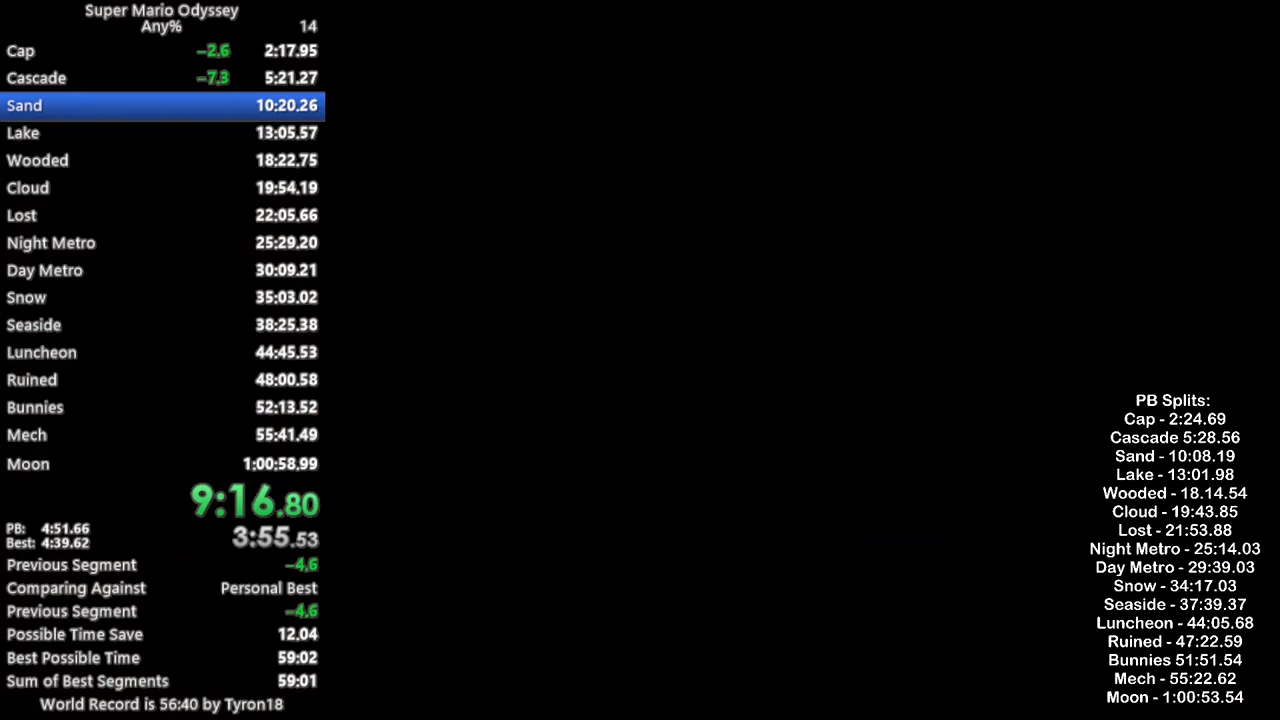 Super Mario Odyssey
Any% 14
Cap -2.6 2:17.95
Cascade -7.3 5:21.27
Sand 10:20.26
Lake 13:05.57
Wooded 18:22.75
Cloud 19:54.19
Lost 22:05.66
Night Metro 25:29.20
Day Metro 30:09.21
Snow 35:03.02
Seaside 38:25.38
Luncheon 44:45.53
Ruined 48:00.58
Bunnies 52:13.52
Mech 55:41.49
Moon 1:00:58.99
9:16.80
PB: 4:51.66
Best: 4:39.62
3:55.53
Previous Segment -4.6
Comparing Against Personal Best
Previous Segment -4.6
Possible Time Save 12.04
Best Possible Time 59:02
Sum of Best Segments 59:01
World Record is 56:40 by Tyron18
PB Splits:
Cap - 2:24.69
Cascade 5:28.56
Sand - 10:08.19
Lake - 13:01.98
Wooded - 18.14.54
Cloud - 19:43.85
Lost - 21:53.88
Night Metro - 25:14.03
Day Metro - 29:39.03
Snow - 34:17.03
Seaside - 37:39.37
Luncheon - 44:05.68
Ruined - 47:22.59
Bunnies 51:51.54
Mech - 55:22.62
Moon - 1:00:53.54